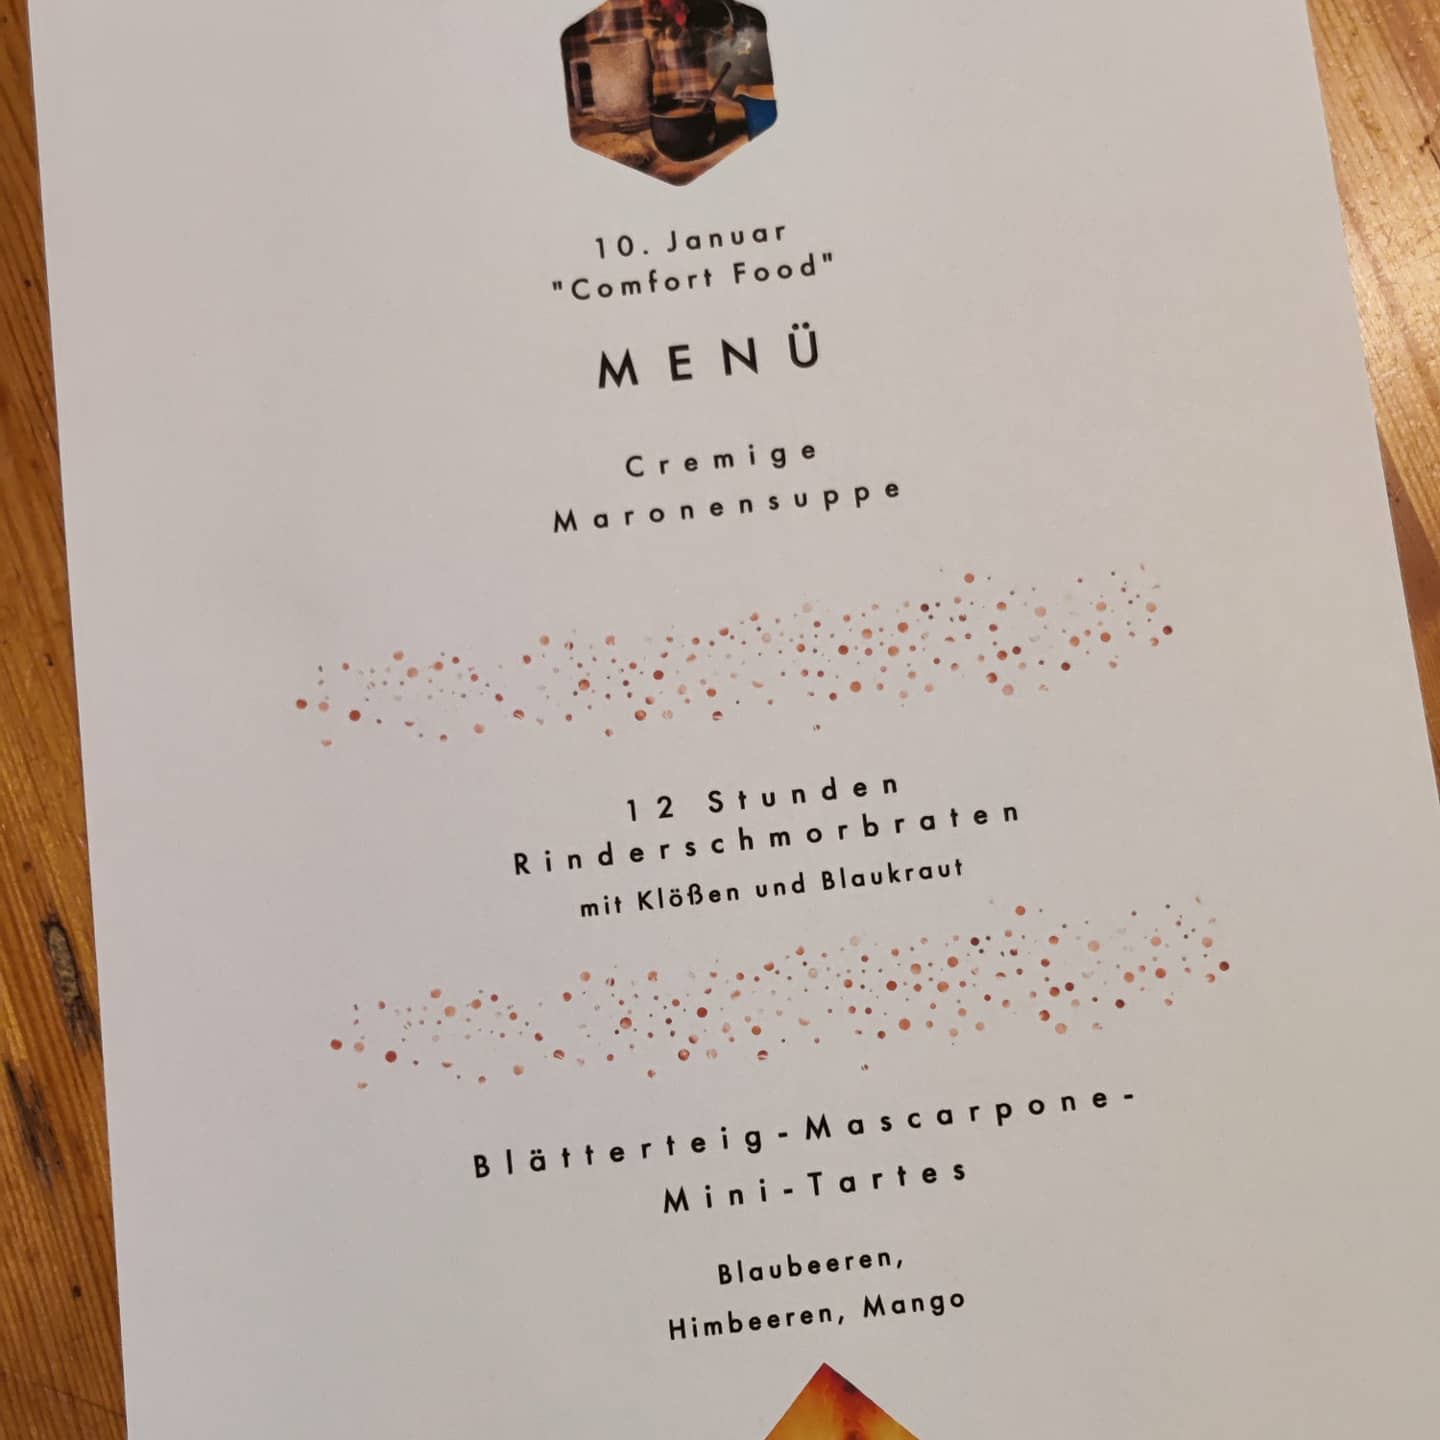 10. Januar
"Comfort Food"
MENÜ
Cremige
Maronensuppe
12 Stunden
Rinderschmorbraten
mit Klößen und Blaukraut
Blätterteig-Mascarpone-
Mini-Tartes
Blaubeeren,
Himbeeren, Mango